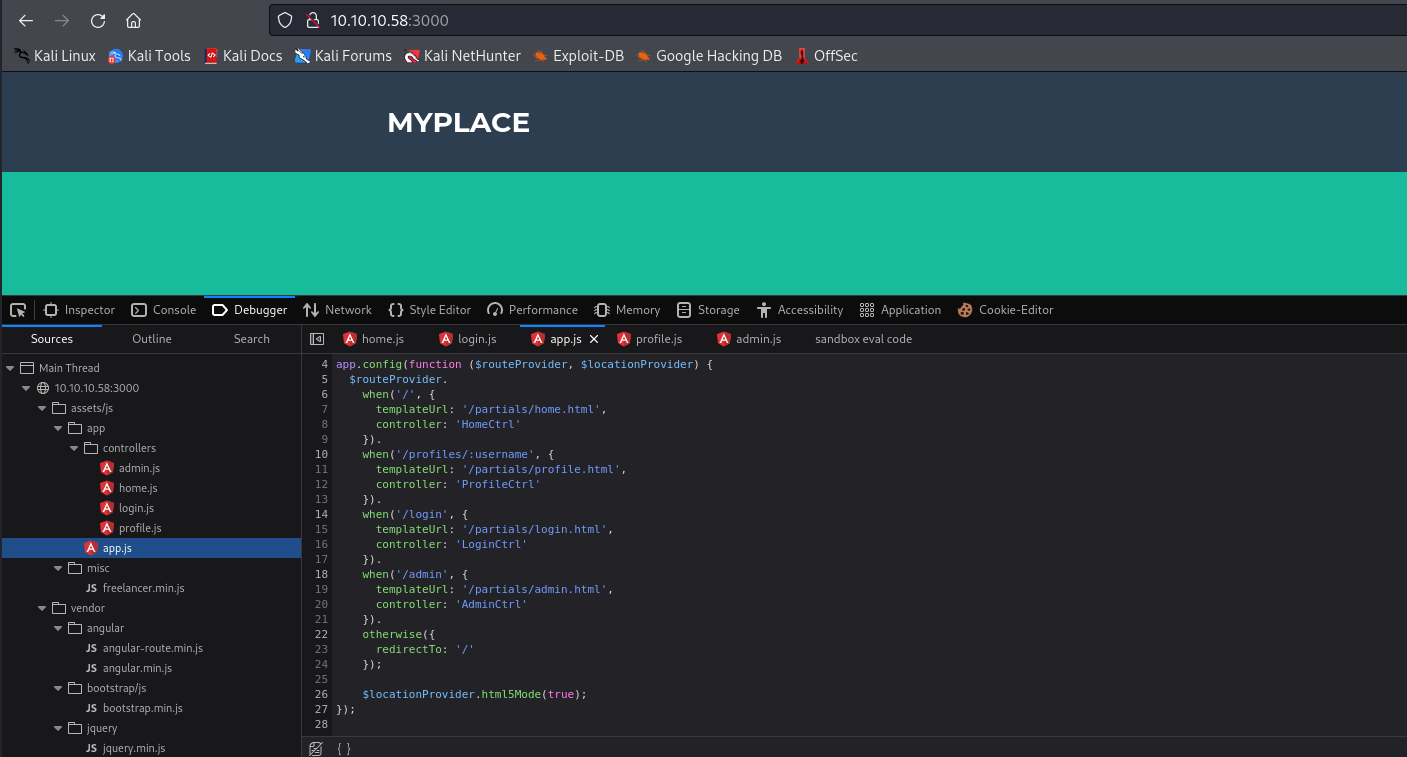 10.10.10.58:3000
Kali Linux Kali Tools Kali Docs Kali Forums Kali NetHunter Exploit-DB Google Hacking DB OffSec
MYPLACE
Inspector Console Debugger Network Style Editor Performance Memory Storage Accessibility Application Cookie-Editor
Sources Outline Search
Main Thread
10.10.10.58:3000
assets/js
app
controllers
admin.js
home.js
login.js
profile.js
app.js
misc
JS freelancer.min.js
vendor
angular
JS angular-route.min.js
JS angular.min.js
bootstrap/js
JS bootstrap.min.js
jquery
JS jquery.min.js
home.js login.js app.js profile.js admin.js sandbox eval code
4 app.config(function ($routeProvider, $locationProvider) {
5   $routeProvider.
6     when('/', {
7       templateUrl: '/partials/home.html',
8       controller: 'HomeCtrl'
9     }).
10     when('/profiles/:username', {
11       templateUrl: '/partials/profile.html',
12       controller: 'ProfileCtrl'
13     }).
14     when('/login', {
15       templateUrl: '/partials/login.html',
16       controller: 'LoginCtrl'
17     }).
18     when('/admin', {
19       templateUrl: '/partials/admin.html',
20       controller: 'AdminCtrl'
21     }).
22     otherwise({
23       redirectTo: '/'
24     });
25
26     $locationProvider.html5Mode(true);
27 });
28
{ }